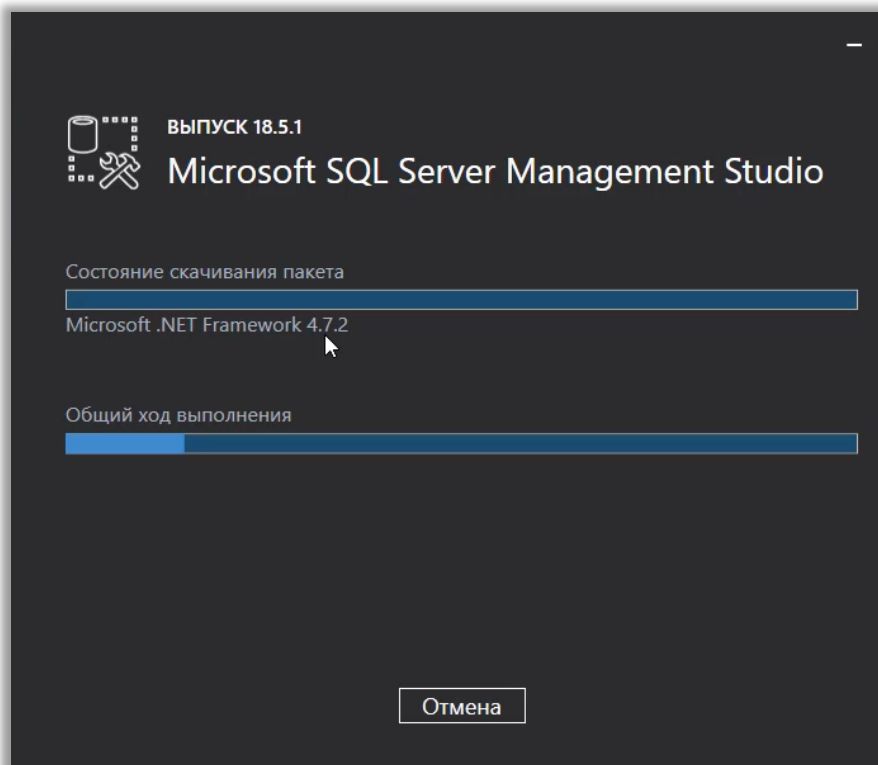 ВЫПУСК 18.5.1
Microsoft SQL Server Management Studio
Состояние скачивания пакета
Microsoft .NET Framework 4.7.2
Общий ход выполнения
Отмена